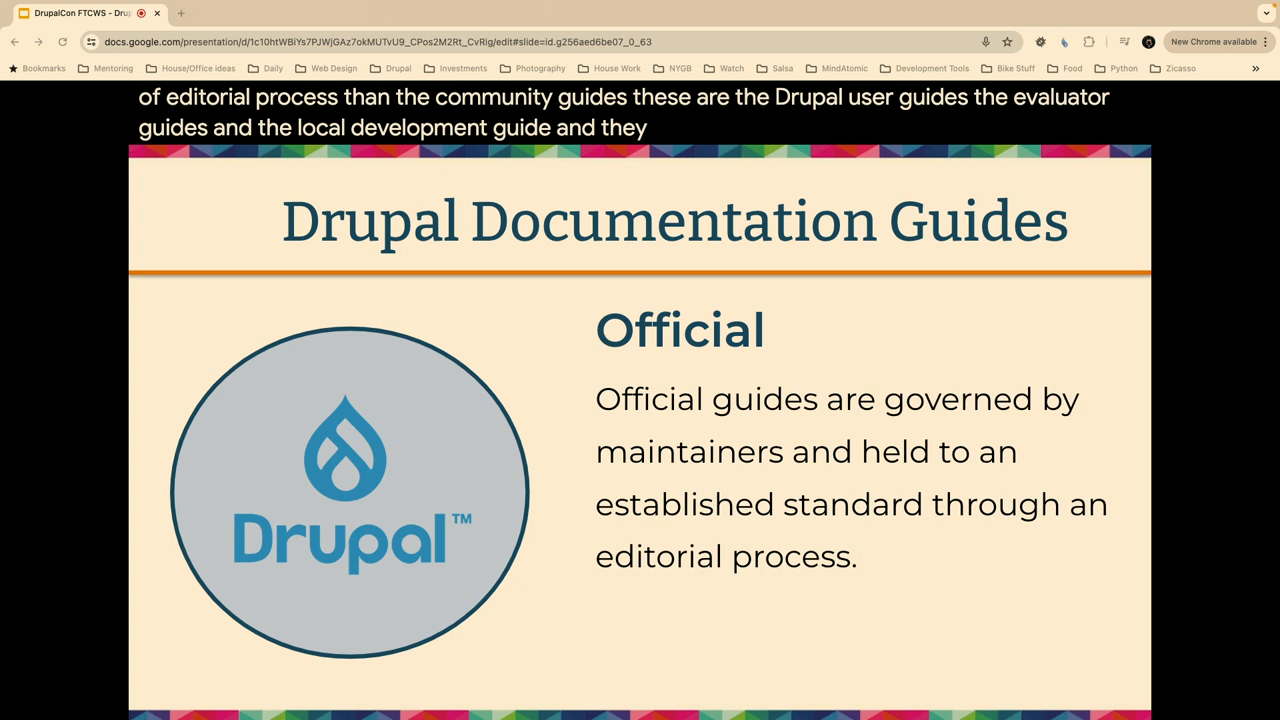 DrupalCon FTCWS - Drup
docs.google.com/presentation/d/1c10htWBiYs7PJWjGAz7okMUTvU9_CPos2M2Rt_CvRig/edit#slide=id.g256aed6be07_0_63
New Chrome available
Bookmarks Mentoring House/Office ideas Daily Web Design Drupal Investments Photography House Work NYGB Watch Salsa MindAtomic Development Tools Bike Stuff Food Python Zicasso
of editorial process than the community guides these are the Drupal user guides the evaluator
guides and the local development guide and they
Drupal Documentation Guides
Official
Official guides are governed by
maintainers and held to an
established standard through an
editorial process.
Drupal™